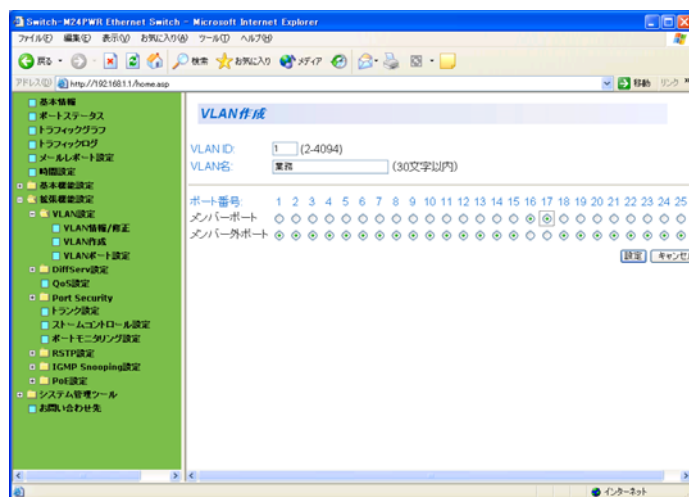 Switch-M24PWR Ethernet Switch - Microsoft Internet Explorer
ファイル(F) 編集(E) 表示(V) お気に入り(A) ツール(T) ヘルプ(H)
戻る 検索 お気に入り メディア
アドレス(D) http://192.168.1.1/home.asp 移動 リンク »
基本情報
ポートステータス
トラフィックグラフ
トラフィックログ
メールレポート設定
時間設定
基本機能設定
拡張機能設定
VLAN設定
VLAN情報/修正
VLAN作成
VLANポート設定
DiffServ設定
QoS設定
Port Security
トランク設定
ストームコントロール設定
ポートモニタリング設定
RSTP設定
IGMP Snooping設定
PoE設定
システム管理ツール
お問い合わせ先
VLAN作成
VLAN ID: 1 (2-4094)
VLAN名: 業務 (30文字以内)
ポート番号: 1 2 3 4 5 6 7 8 9 10 11 12 13 14 15 16 17 18 19 20 21 22 23 24 25
メンバーポート
メンバー外ポート
設定 キャンセ
インターネット